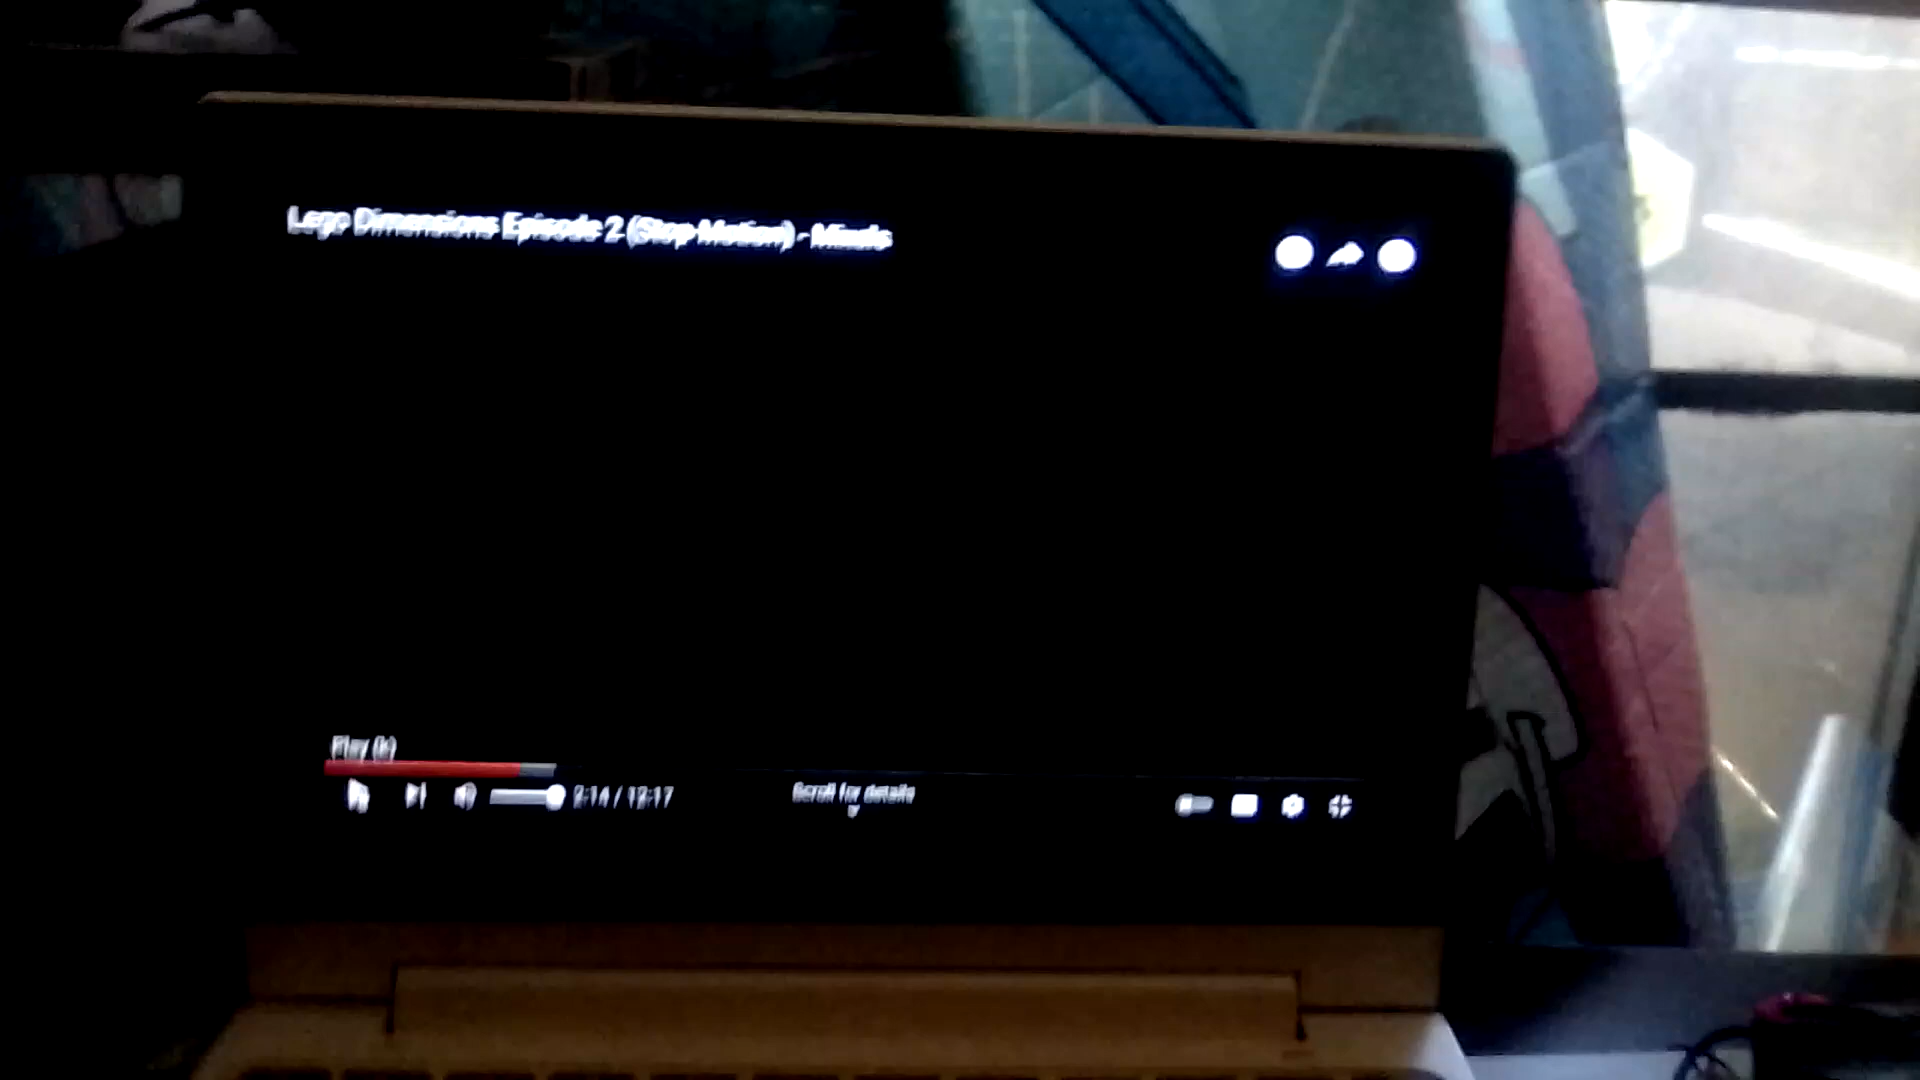 Lego Dimensions Episode 2 (Stop Motion) -
Play (k)
2:14 / 12:17
Scroll for details